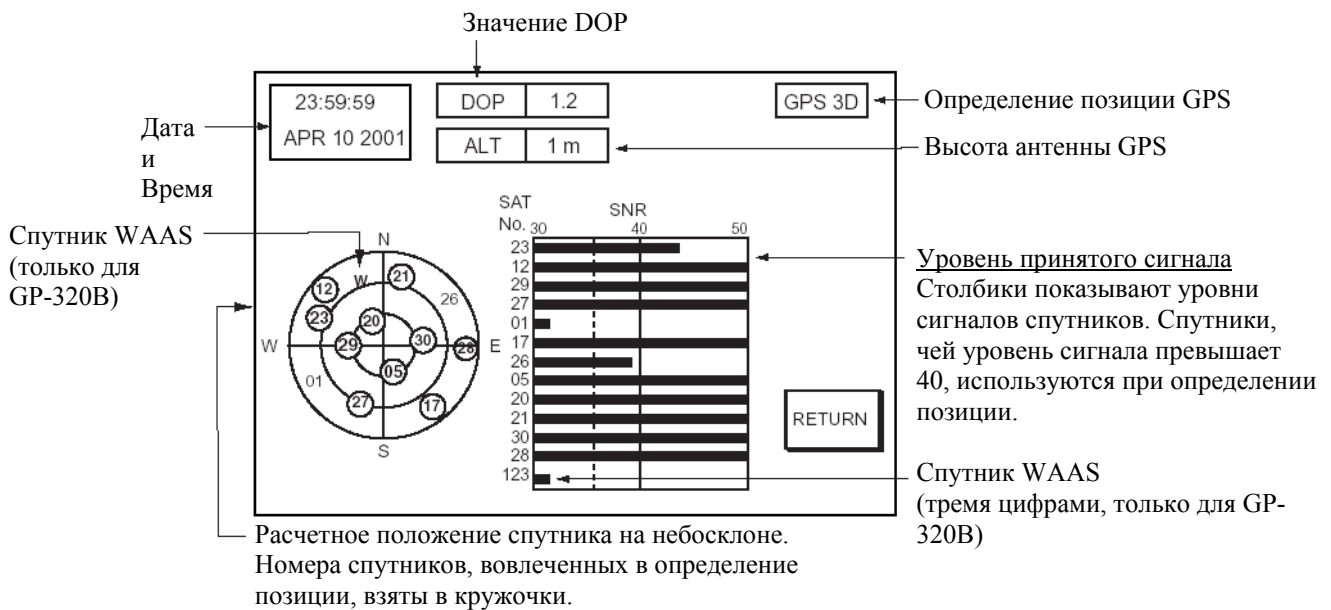 Значение DOP
23:59:59
APR 10 2001
DOP 1.2
ALT 1 m
GPS 3D
Определение позиции GPS
Высота антенны GPS
Дата
и
Время
Спутник WAAS
(только для
GP-320B)
N
W
E
S
12
W
21
26
23
20
29
30
28
01
05
27
17
SAT
No.
SNR
30 40 50
23
12
29
27
01
17
26
05
20
21
30
28
123
Уровень принятого сигнала
Столбики показывают уровни
сигналов спутников. Спутники,
чей уровень сигнала превышает
40, используются при определении
позиции.
RETURN
Спутник WAAS
(тремя цифрами, только для GP-
320B)
Расчетное положение спутника на небосклоне.
Номера спутников, вовлеченных в определение
позиции, взяты в кружочки.